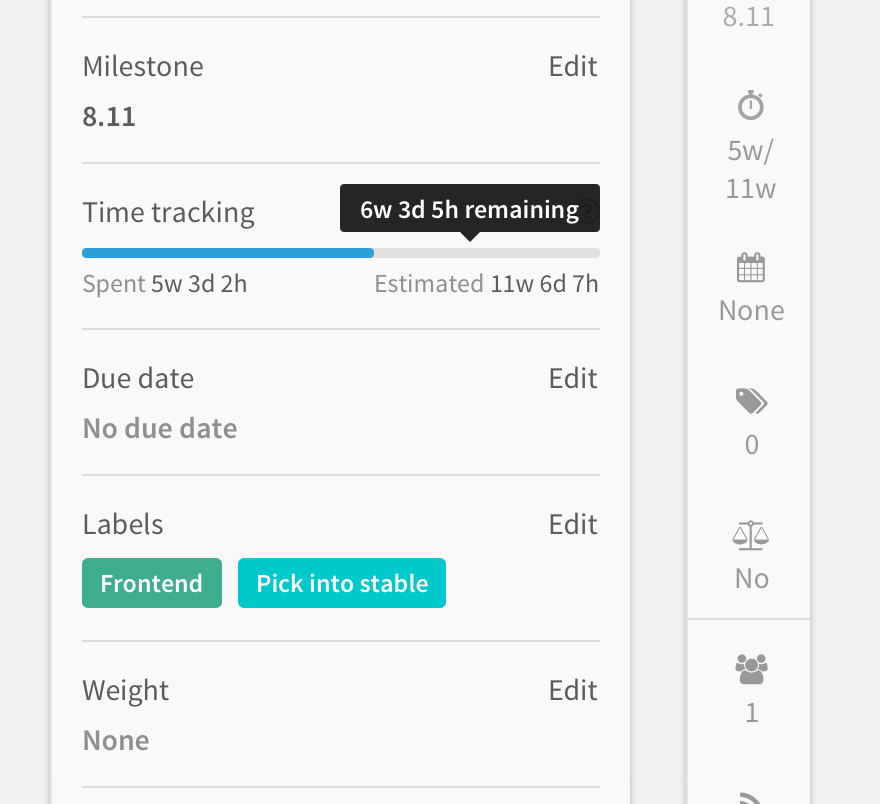 Milestone Edit
8.11
Time tracking 6w 3d 5h remaining
Spent 5w 3d 2h Estimated 11w 6d 7h
Due date Edit
No due date
Labels Edit
Frontend Pick into stable
Weight Edit
None
8.11
5w/
11w
None
0
No
1